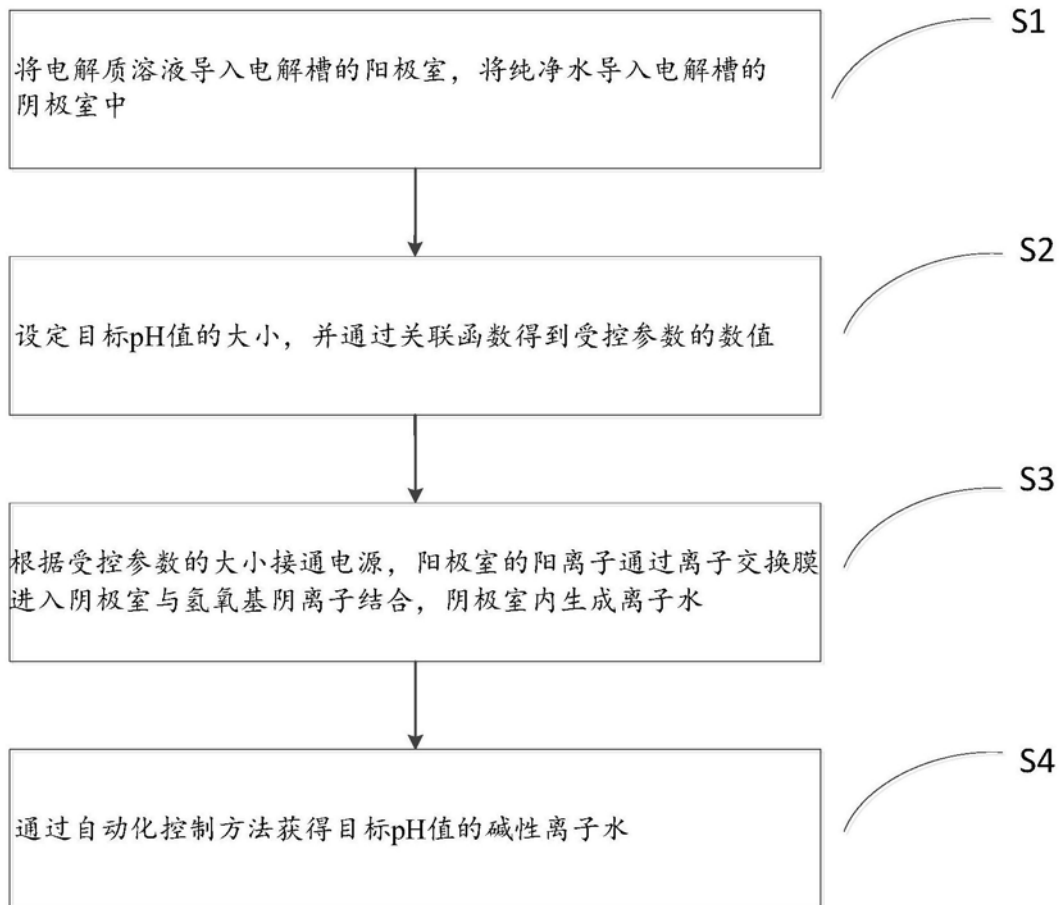 S1
将电解质溶液导入电解槽的阳极室，将纯净水导入电解槽的
阴极室中
S2
设定目标pH值的大小，并通过关联函数得到受控参数的数值
S3
根据受控参数的大小接通电源，阳极室的阳离子通过离子交换膜
进入阴极室与氢氧基阴离子结合，阴极室内生成离子水
S4
通过自动化控制方法获得目标pH值的碱性离子水